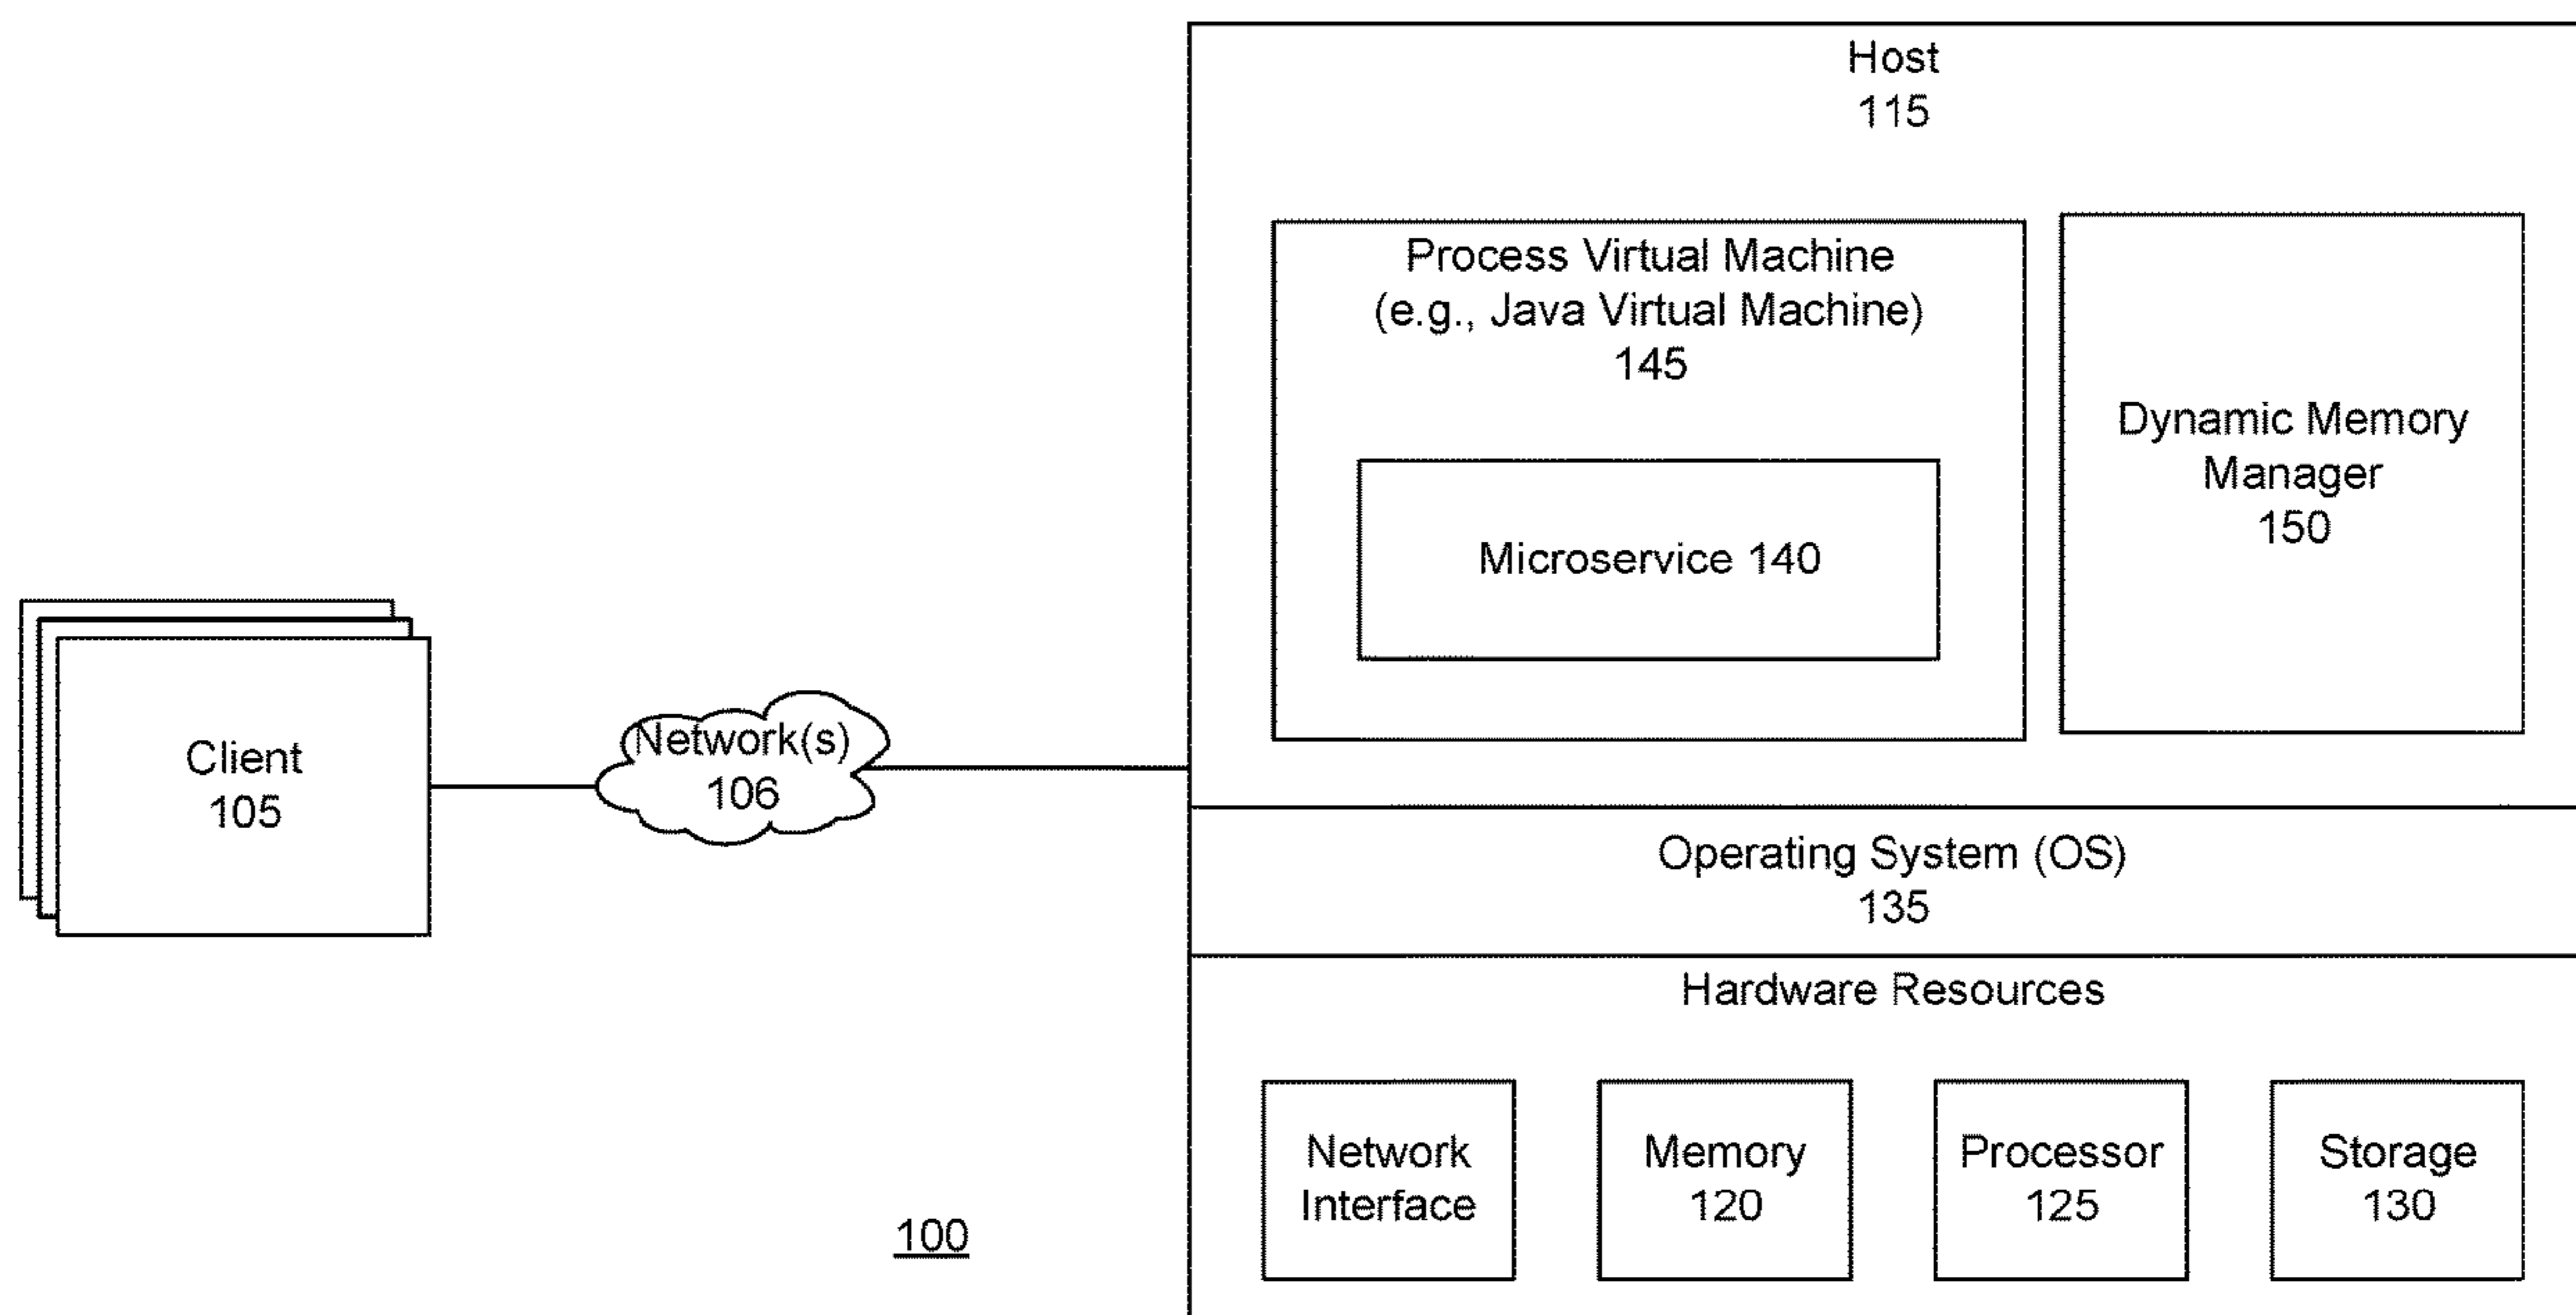 Host
115
Process Virtual Machine
(e.g., Java Virtual Machine)
145
Dynamic Memory
Manager
150
Microservice 140
Client
105
Network(s)
106
Operating System (OS)
135
Hardware Resources
Network
Interface
Memory
120
Processor
125
Storage
130
100